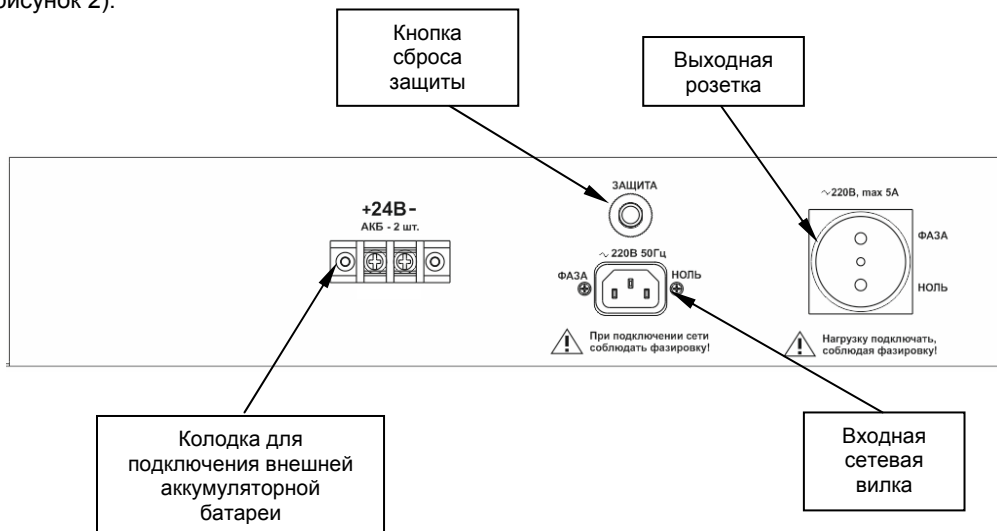 рисунок 2).
Кнопка
сброса
защиты
Выходная
розетка
ЗАЩИТА
~220В, max 5А
+24В-
АКБ - 2 шт.
~ 220В 50Гц
ФАЗА
НОЛЬ
ФАЗА
НОЛЬ
При подключении сети
соблюдать фазировку!
Нагрузку подключать,
соблюдая фазировку!
Колодка для
подключения внешней
аккумуляторной
батареи
Входная
сетевая
вилка